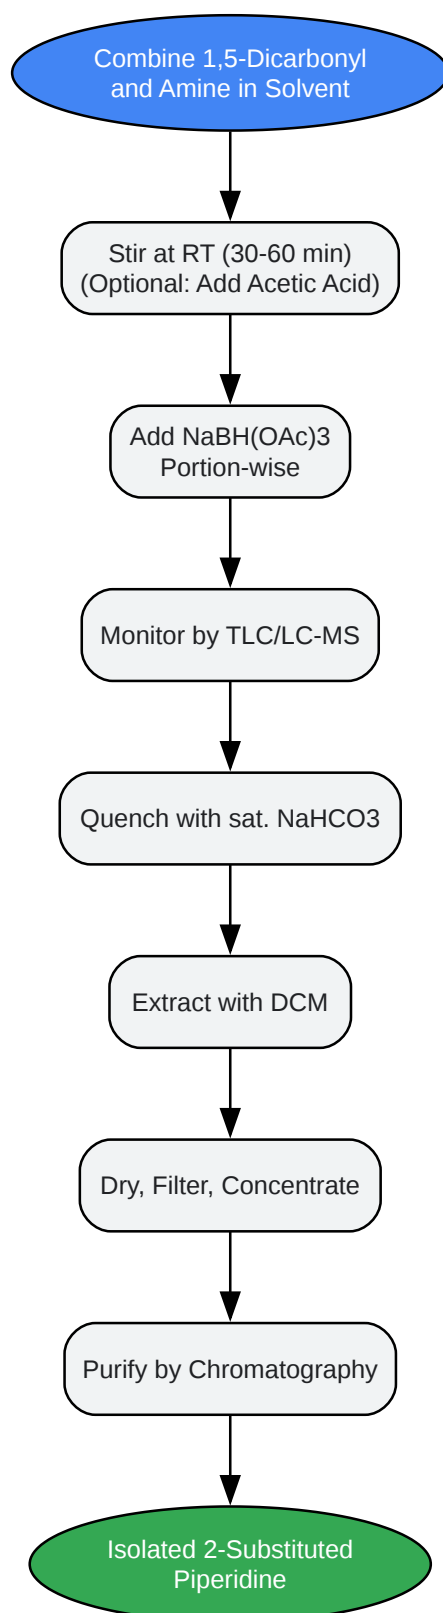 Combine 1,5-Dicarbonyl
and Amine in Solvent
Stir at RT (30-60 min)
(Optional: Add Acetic Acid)
Add NaBH(OAc)3
Portion-wise
Monitor by TLC/LC-MS
Quench with sat. NaHCO3
Extract with DCM
Dry, Filter, Concentrate
Purify by Chromatography
Isolated 2-Substituted
Piperidine